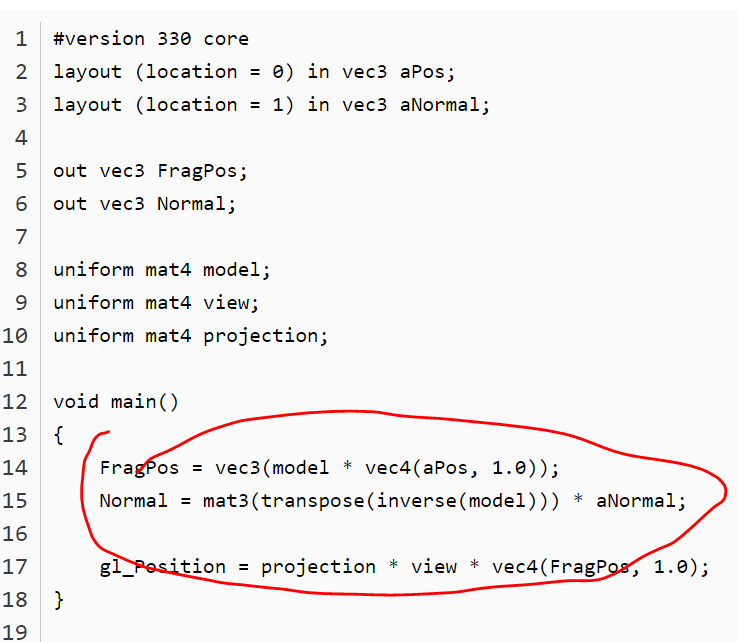 1 #version 330 core
2 layout (location = 0) in vec3 aPos;
3 layout (location = 1) in vec3 aNormal;
4
5 out vec3 FragPos;
6 out vec3 Normal;
7
8 uniform mat4 model;
9 uniform mat4 view;
10 uniform mat4 projection;
11
12 void main()
13 {
14     FragPos = vec3(model * vec4(aPos, 1.0));
15     Normal = mat3(transpose(inverse(model))) * aNormal;
16
17     gl_Position = projection * view * vec4(FragPos, 1.0);
18 }
19